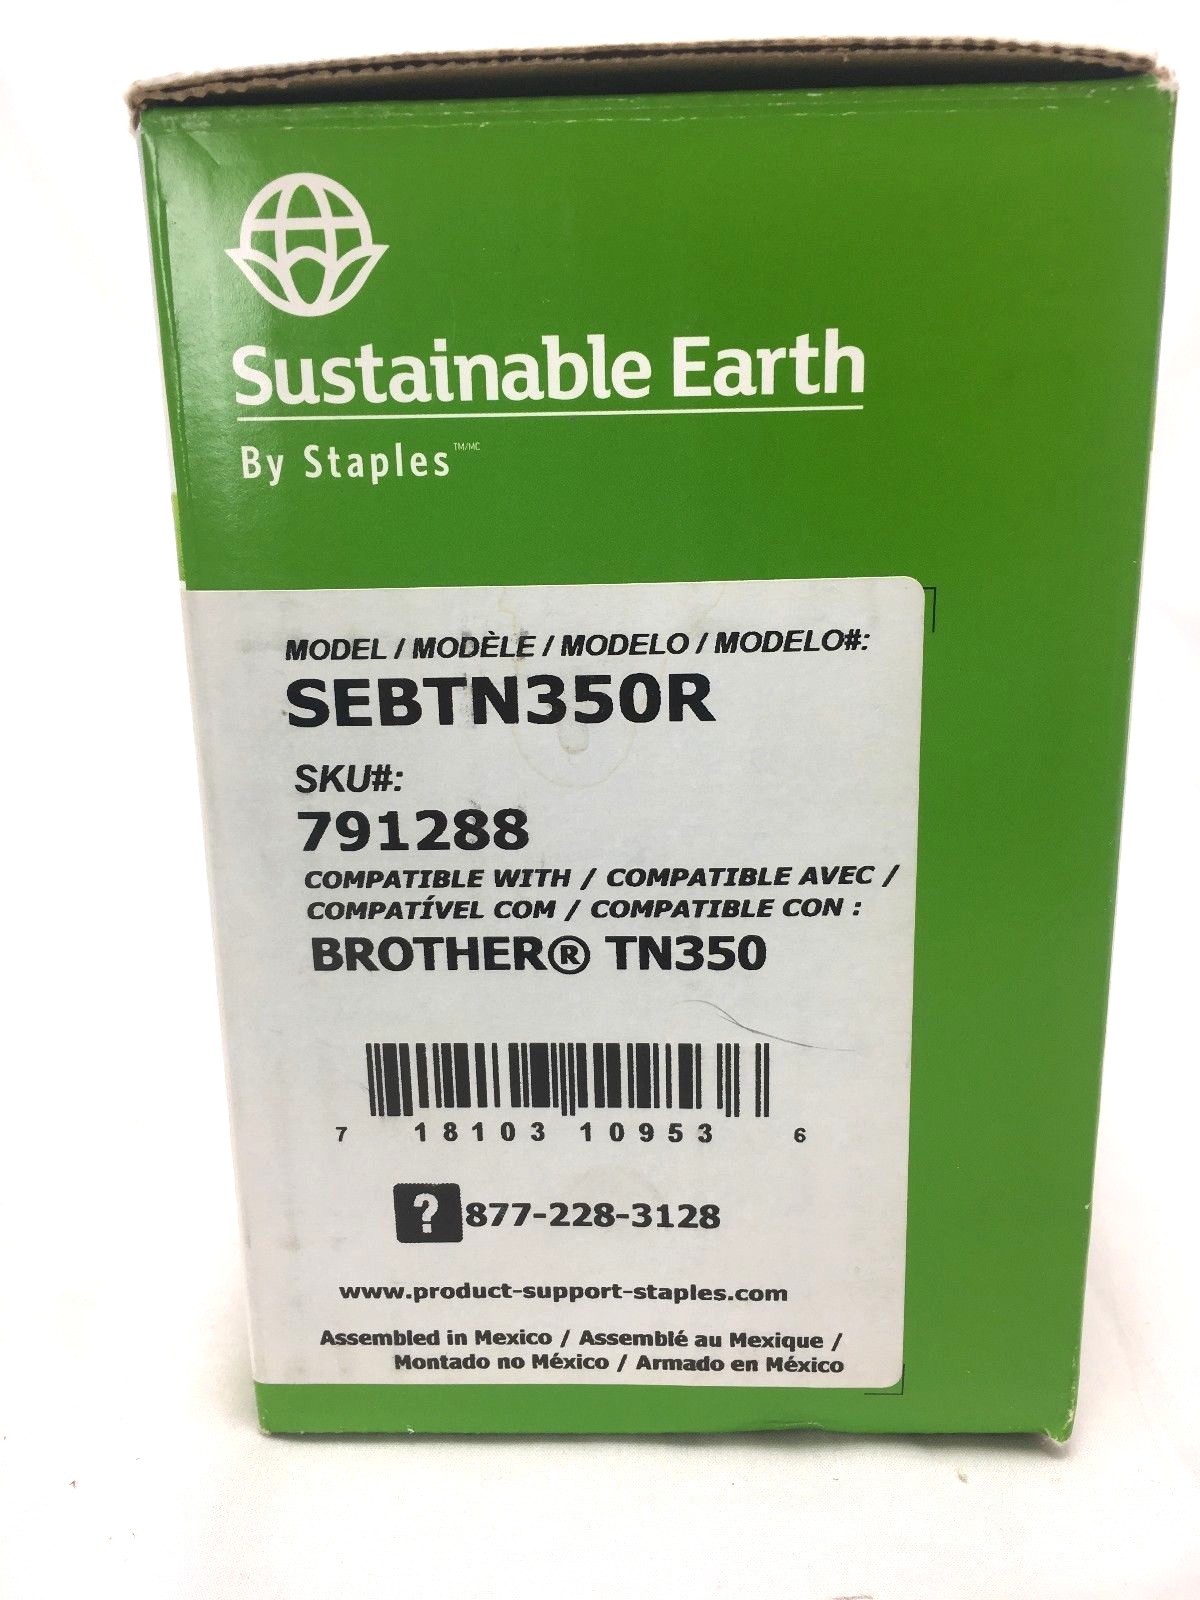 Sustainable Earth
By Staples™/MC
MODEL / MODÈLE / MODELO / MODELO#:
SEBTN350R
SKU#:
791288
COMPATIBLE WITH / COMPATIBLE AVEC /
COMPATÍVEL COM / COMPATIBLE CON :
BROTHER® TN350
7 18103 10953 6
? 877-228-3128
www.product-support-staples.com
Assembled in Mexico / Assemblé au Mexique /
Montado no México / Armado en México